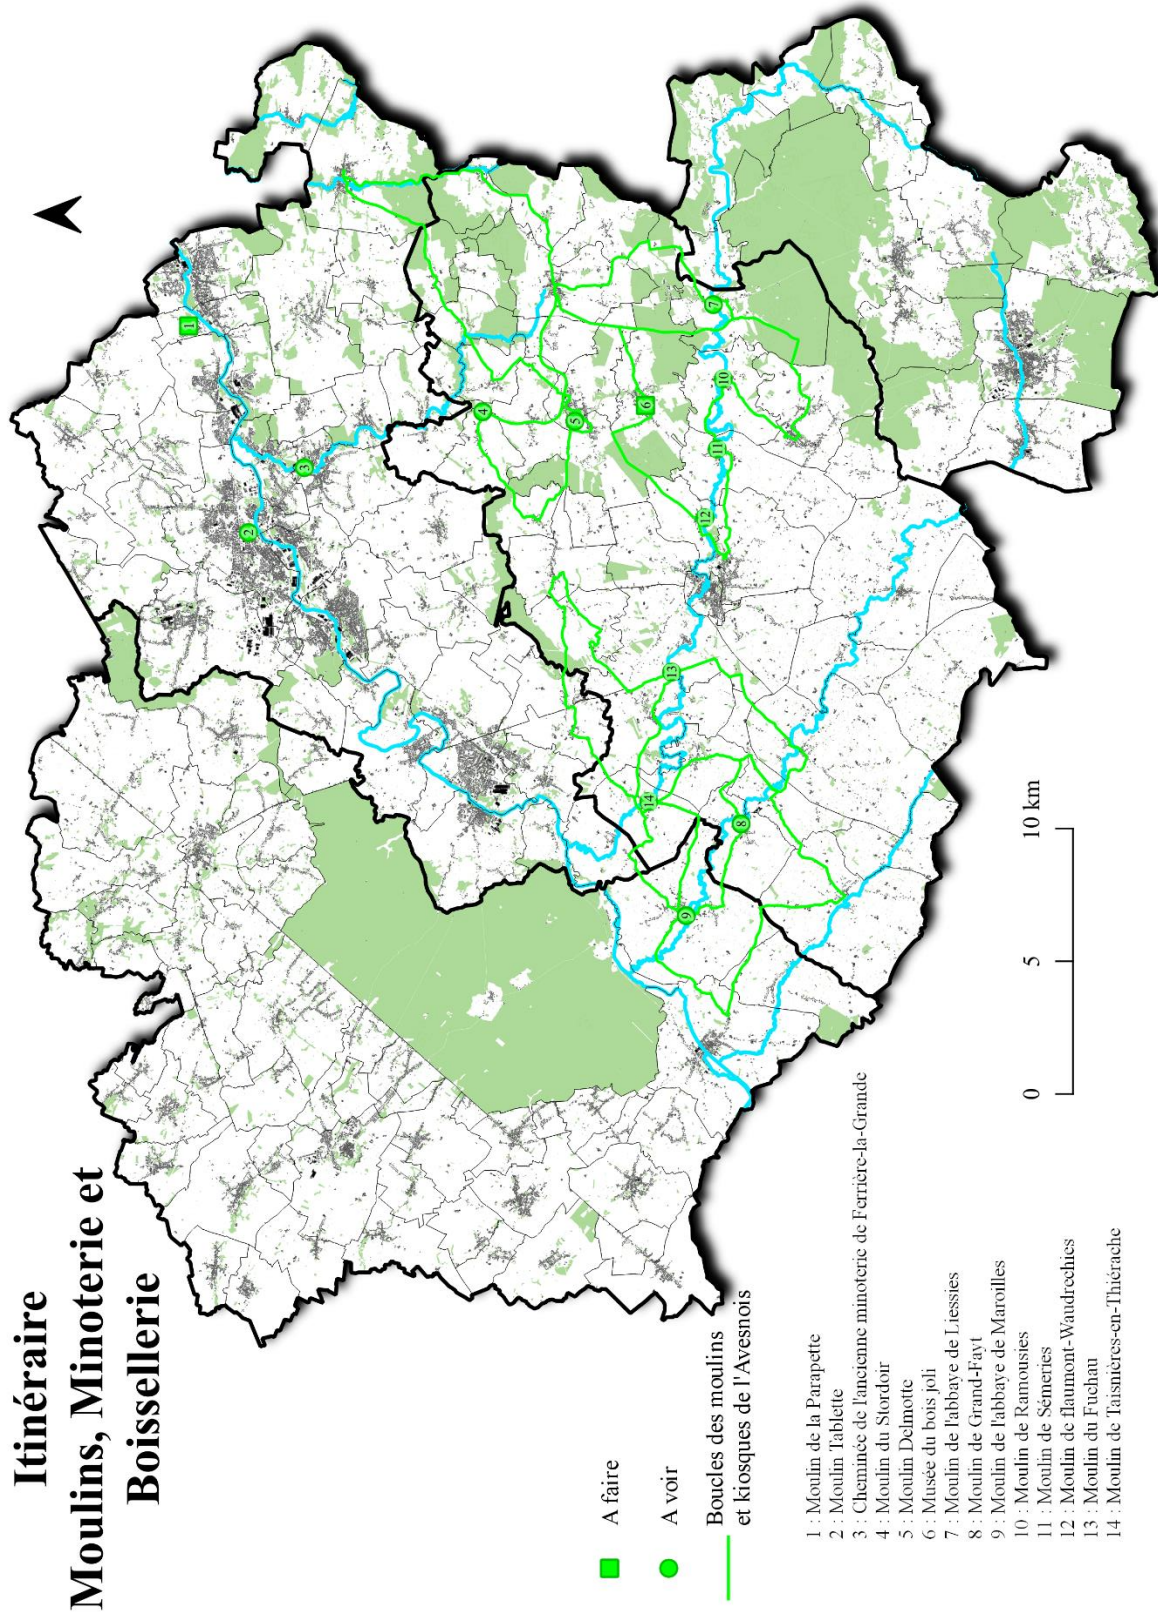 Itinéraire
Moulins, Minoterie et
Boissellerie
A faire
A voir
Boucles des moulins
et kiosques de l'Avesnois
1 : Moulin de la Parapette
2 : Moulin Tablette
3 : Cheminée de l'ancienne minoterie de Ferrière-la-Grande
4 : Moulin du Stordoir
5 : Moulin Delmotte
6 : Musée du bois joli
7 : Moulin de l'abbaye de Liessies
8 : Moulin de Grand-Fayt
9 : Moulin de l'abbaye de Maroilles
10 : Moulin de Ramousies
11 : Moulin de Sémeries
12 : Moulin de flaumont-Waudrechies
13 : Moulin du Fuchau
14 : Moulin de Taisnières-en-Thiérache
0 5 10 km
1
2
3
4
5
6
7
10
11
12
13
14
8
9